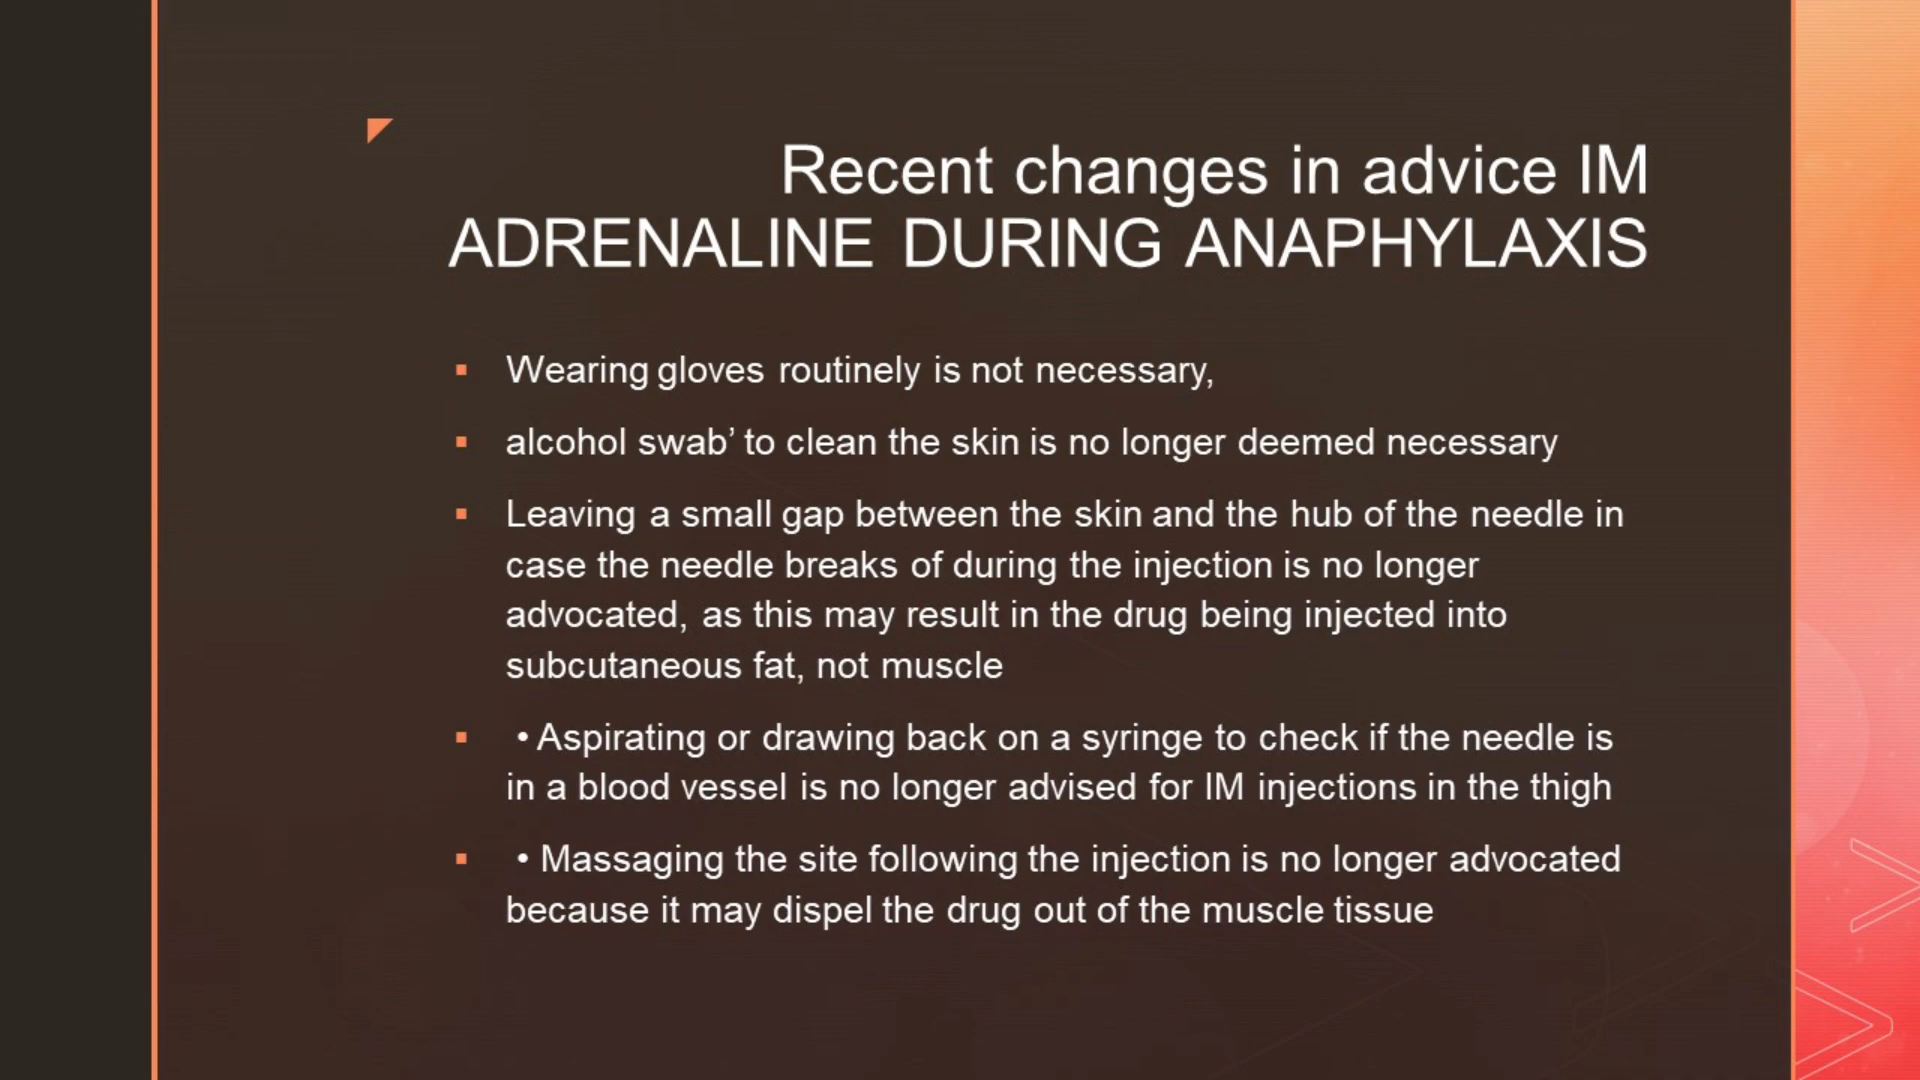 Recent changes in advice IM
ADRENALINE DURING ANAPHYLAXIS
▪ Wearing gloves routinely is not necessary,
▪ alcohol swab’ to clean the skin is no longer deemed necessary
▪ Leaving a small gap between the skin and the hub of the needle in
case the needle breaks of during the injection is no longer
advocated, as this may result in the drug being injected into
subcutaneous fat, not muscle
▪ • Aspirating or drawing back on a syringe to check if the needle is
in a blood vessel is no longer advised for IM injections in the thigh
▪ • Massaging the site following the injection is no longer advocated
because it may dispel the drug out of the muscle tissue